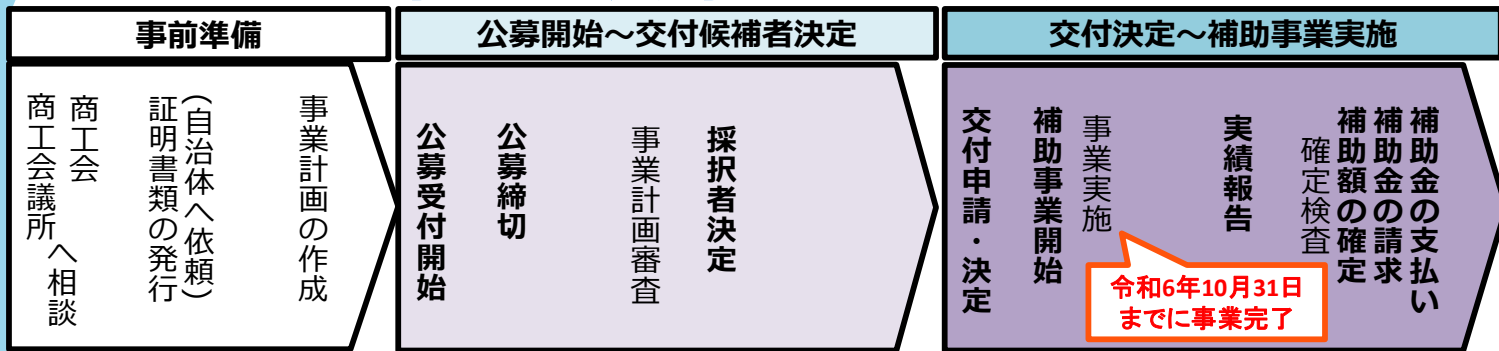 事前準備
商工会
商工会議所
へ相談
証明書類の発行
(自治体へ依頼)
事業計画の作成
公募開始～交付候補者決定
公募受付開始
公募締切
事業計画審査
採択者決定
交付決定～補助事業実施
交付申請・決定
補助事業開始
事業実施
令和6年10月31日
までに事業完了
実績報告
確定検査
補助額の確定
補助金の請求
補助金の支払い